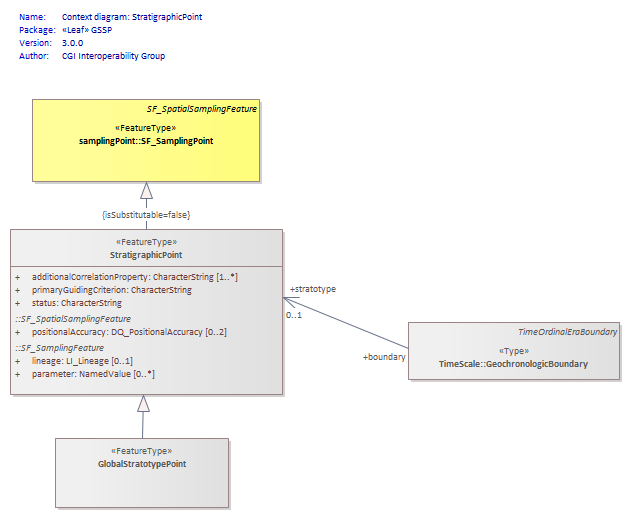 Name: Context diagram: StratigraphicPoint
Package: «Leaf» GSSP
Version: 3.0.0
Author: CGI Interoperability Group
SF_SpatialSamplingFeature
«FeatureType»
samplingPoint::SF_SamplingPoint
{isSubstitutable=false}
«FeatureType»
StratigraphicPoint
+ additionalCorrelationProperty: CharacterString [1..*]
+ primaryGuidingCriterion: CharacterString
+ status: CharacterString
::SF_SpatialSamplingFeature
+ positionalAccuracy: DQ_PositionalAccuracy [0..2]
::SF_SamplingFeature
+ lineage: LI_Lineage [0..1]
+ parameter: NamedValue [0..*]
+stratotype
0..1
+boundary
TimeOrdinalEraBoundary
«Type»
TimeScale::GeochronologicBoundary
«FeatureType»
GlobalStratotypePoint